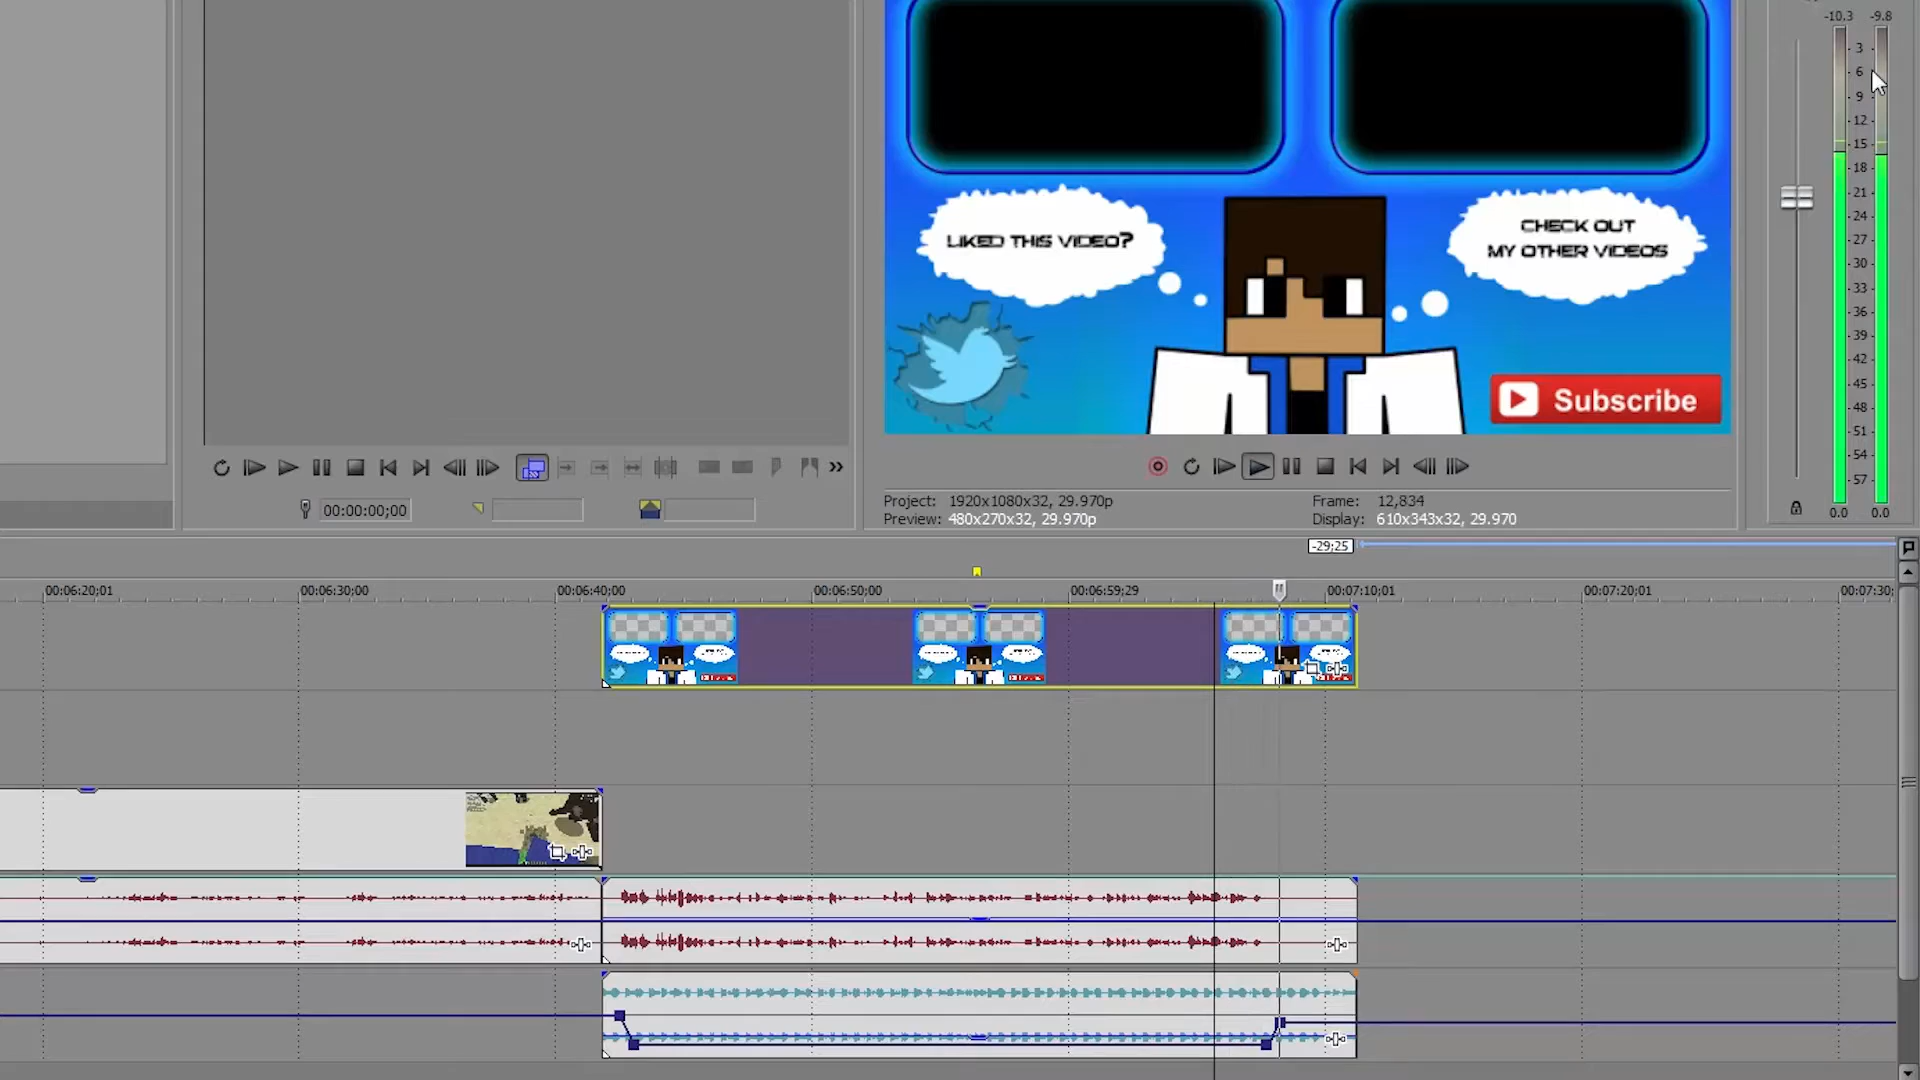 -10.3 -9.8
3
6
9
12
15
18
21
24
27
30
33
36
39
42
45
48
51
54
57
0.0 0.0
LIKED THIS VIDEO?
CHECK OUT
MY OTHER VIDEOS
Subscribe
00:00:00;00
Project: 1920x1080x32, 29.970p
Preview: 480x270x32, 29.970p
Frame: 12,834
Display: 610x343x32, 29.970
-29;25
00:06:20;01 00:06:30;00 00:06:40;00 00:06:50;00 00:06:59;29 00:07:10;01 00:07:20;01 00:07:30;